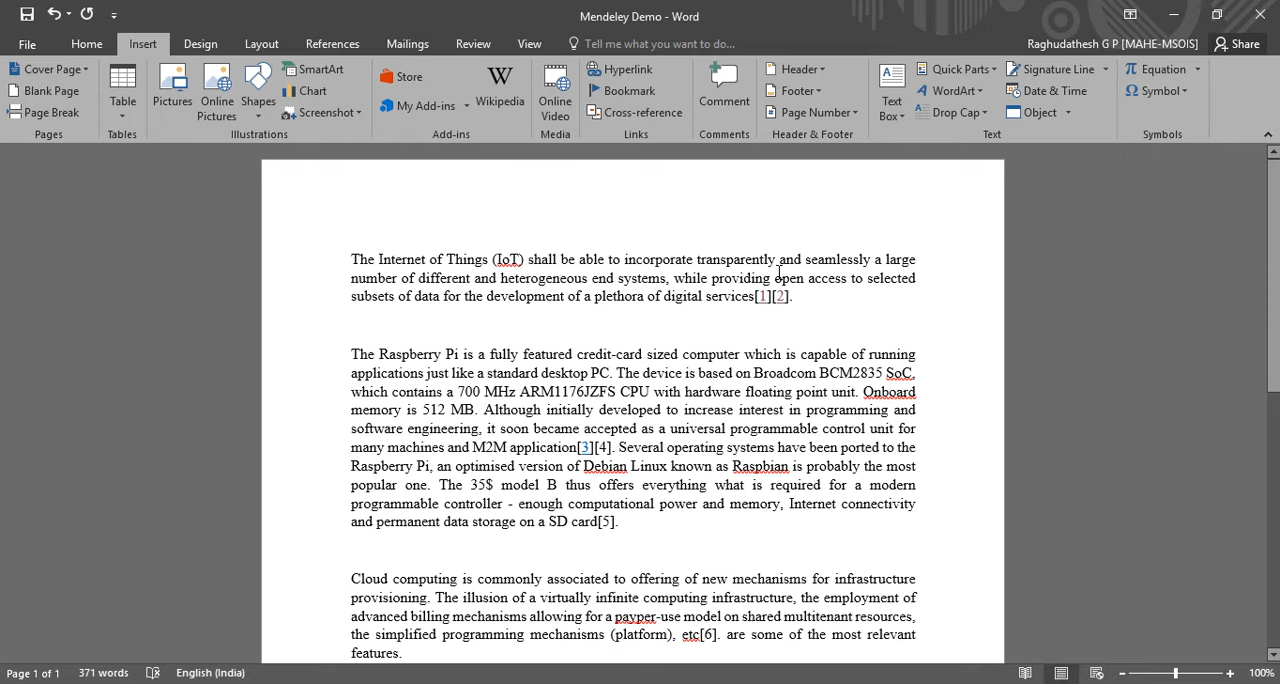 Mendeley Demo - Word
File Home Insert Design Layout References Mailings Review View Tell me what you want to do... Raghudathesh G P [MAHE-MSOIS] Share
Cover Page
Blank Page
Page Break
Pages
Table
Tables
Pictures
Online Pictures
Shapes
SmartArt
Chart
Screenshot
Illustrations
Store
My Add-ins
Wikipedia
Add-ins
Online Video
Media
Hyperlink
Bookmark
Cross-reference
Links
Comment
Comments
Header
Footer
Page Number
Header & Footer
Text Box
Quick Parts
WordArt
Drop Cap
Signature Line
Date & Time
Object
Text
Equation
Symbol
Symbols
The Internet of Things (IoT) shall be able to incorporate transparently and seamlessly a large
number of different and heterogeneous end systems, while providing open access to selected
subsets of data for the development of a plethora of digital services[1][2].
The Raspberry Pi is a fully featured credit-card sized computer which is capable of running
applications just like a standard desktop PC. The device is based on Broadcom BCM2835 SoC,
which contains a 700 MHz ARM1176JZFS CPU with hardware floating point unit. Onboard
memory is 512 MB. Although initially developed to increase interest in programming and
software engineering, it soon became accepted as a universal programmable control unit for
many machines and M2M application[3][4]. Several operating systems have been ported to the
Raspberry Pi, an optimised version of Debian Linux known as Raspbian is probably the most
popular one. The 35$ model B thus offers everything what is required for a modern
programmable controller - enough computational power and memory, Internet connectivity
and permanent data storage on a SD card[5].
Cloud computing is commonly associated to offering of new mechanisms for infrastructure
provisioning. The illusion of a virtually infinite computing infrastructure, the employment of
advanced billing mechanisms allowing for a payper-use model on shared multitenant resources,
the simplified programming mechanisms (platform), etc[6]. are some of the most relevant
features.
Page 1 of 1 371 words English (India) 100%